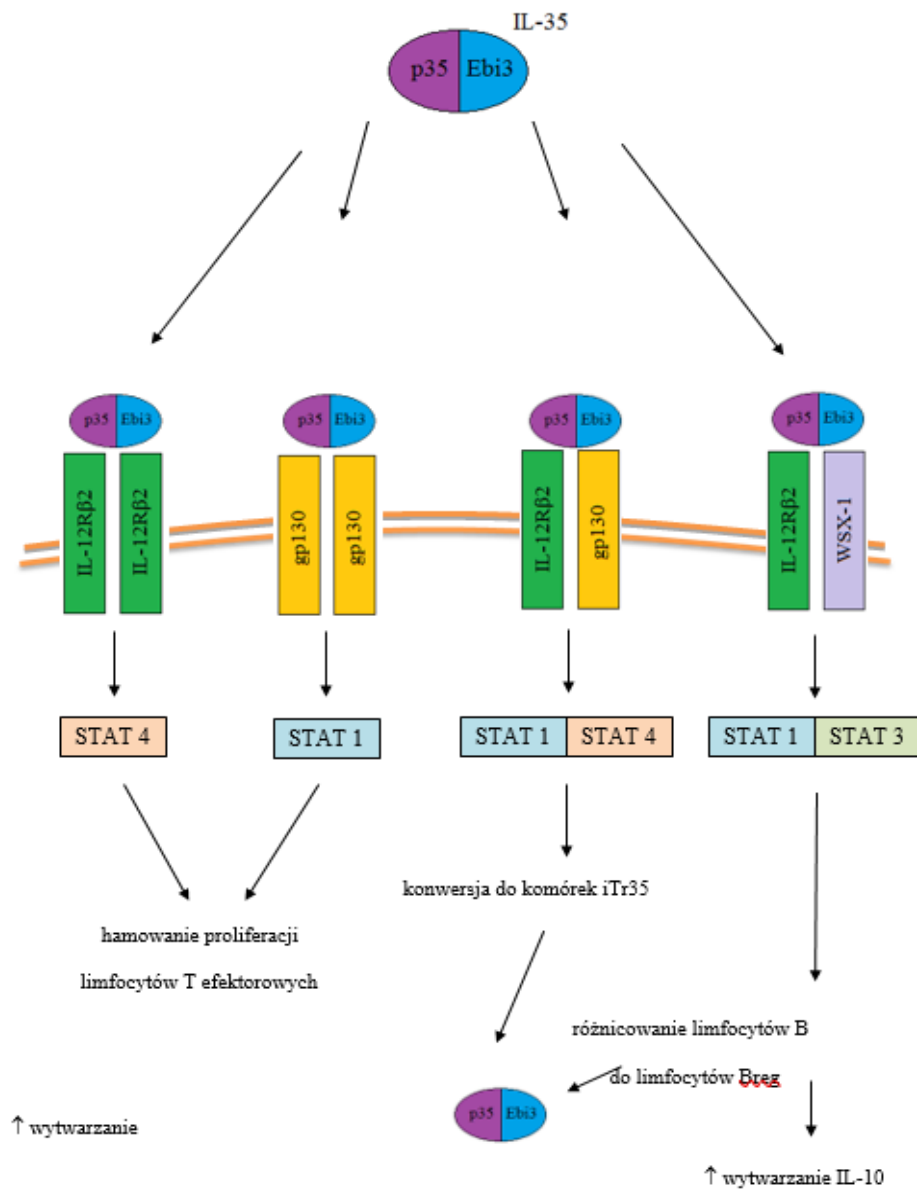 IL-35
p35 Ebi3
p35 Ebi3
p35 Ebi3
p35 Ebi3
p35 Ebi3
IL-12Rβ2
IL-12Rβ2
gp130
gp130
IL-12Rβ2
gp130
IL-12Rβ2
WSX-1
STAT 4
STAT 1
STAT 1 STAT 4
STAT 1 STAT 3
konwersja do komórek iTr35
hamowanie proliferacji
limfocytów T efektorowych
różnicowanie limfocytów B
do limfocytów Breg
p35 Ebi3
↑ wytwarzanie
↑ wytwarzanie IL-10